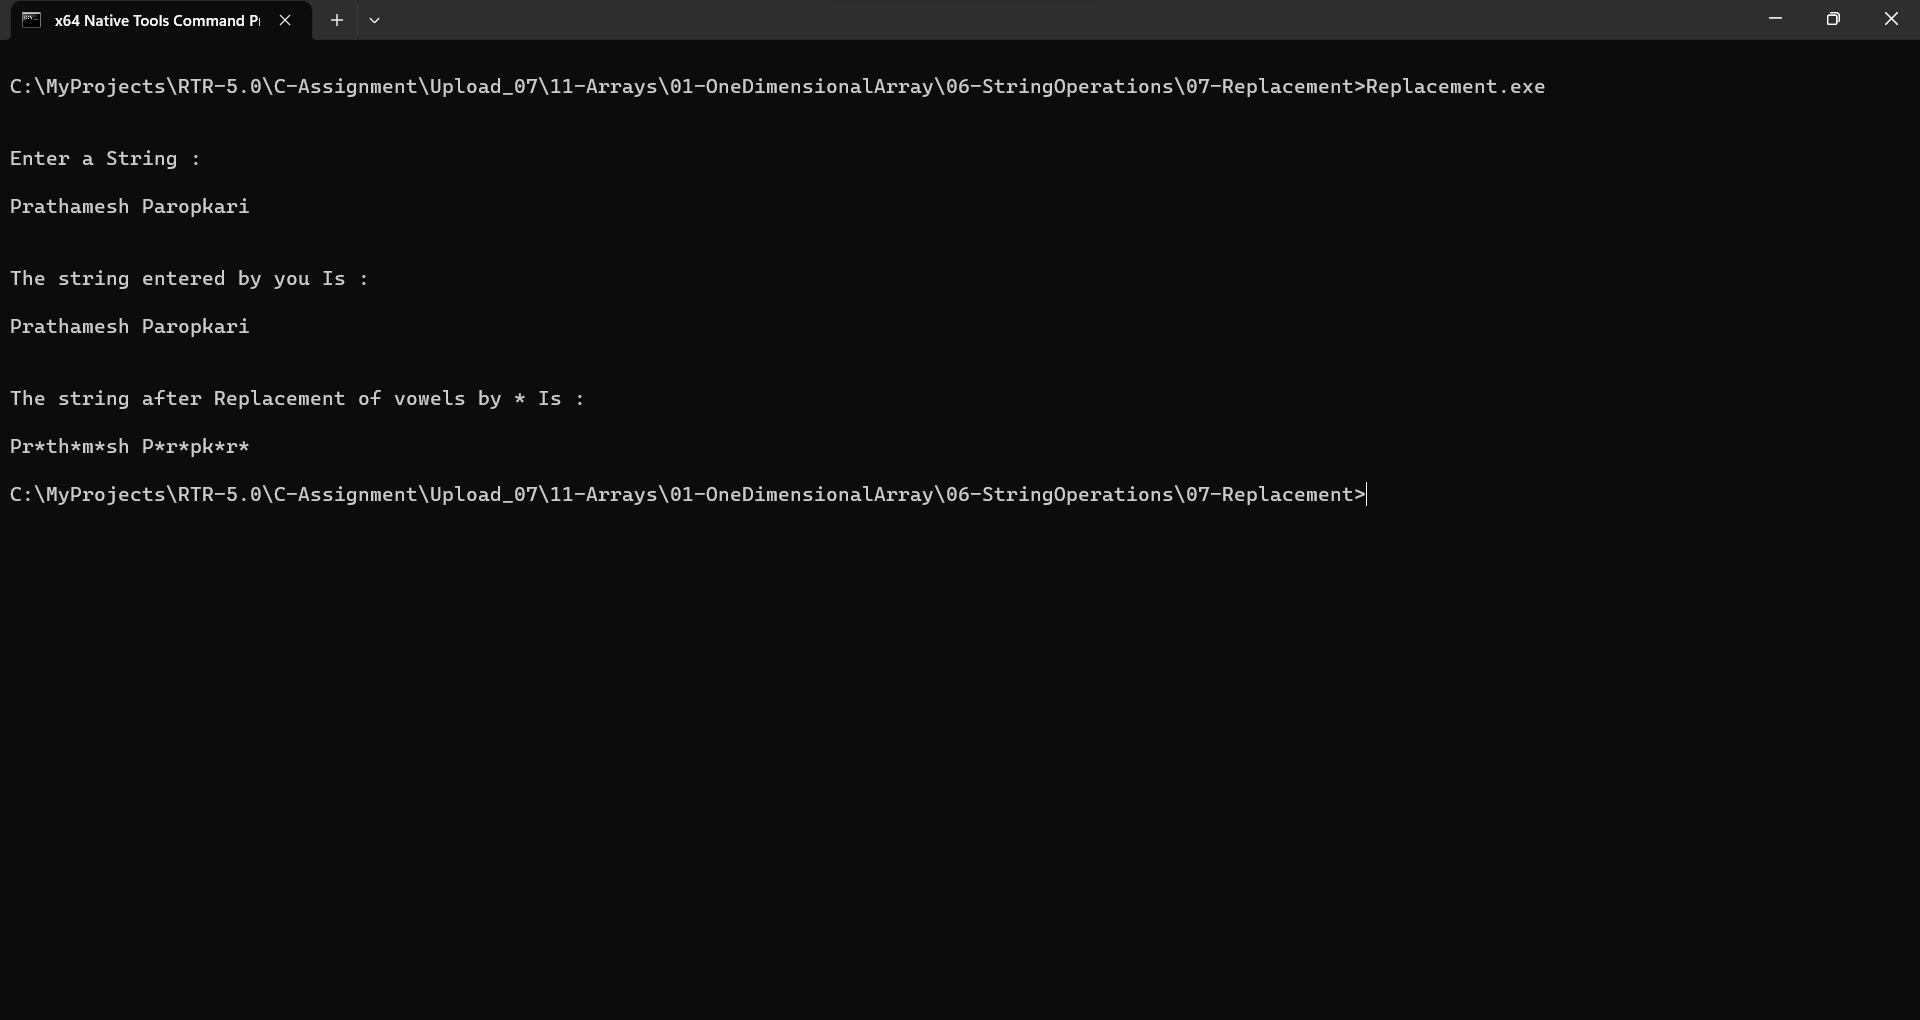 x64 Native Tools Command P
C:\MyProjects\RTR-5.0\C-Assignment\Upload_07\11-Arrays\01-OneDimensionalArray\06-StringOperations\07-Replacement>Replacement.exe
Enter a String :
Prathamesh Paropkari
The string entered by you Is :
Prathamesh Paropkari
The string after Replacement of vowels by * Is :
Pr*th*m*sh P*r*pk*r*
C:\MyProjects\RTR-5.0\C-Assignment\Upload_07\11-Arrays\01-OneDimensionalArray\06-StringOperations\07-Replacement>